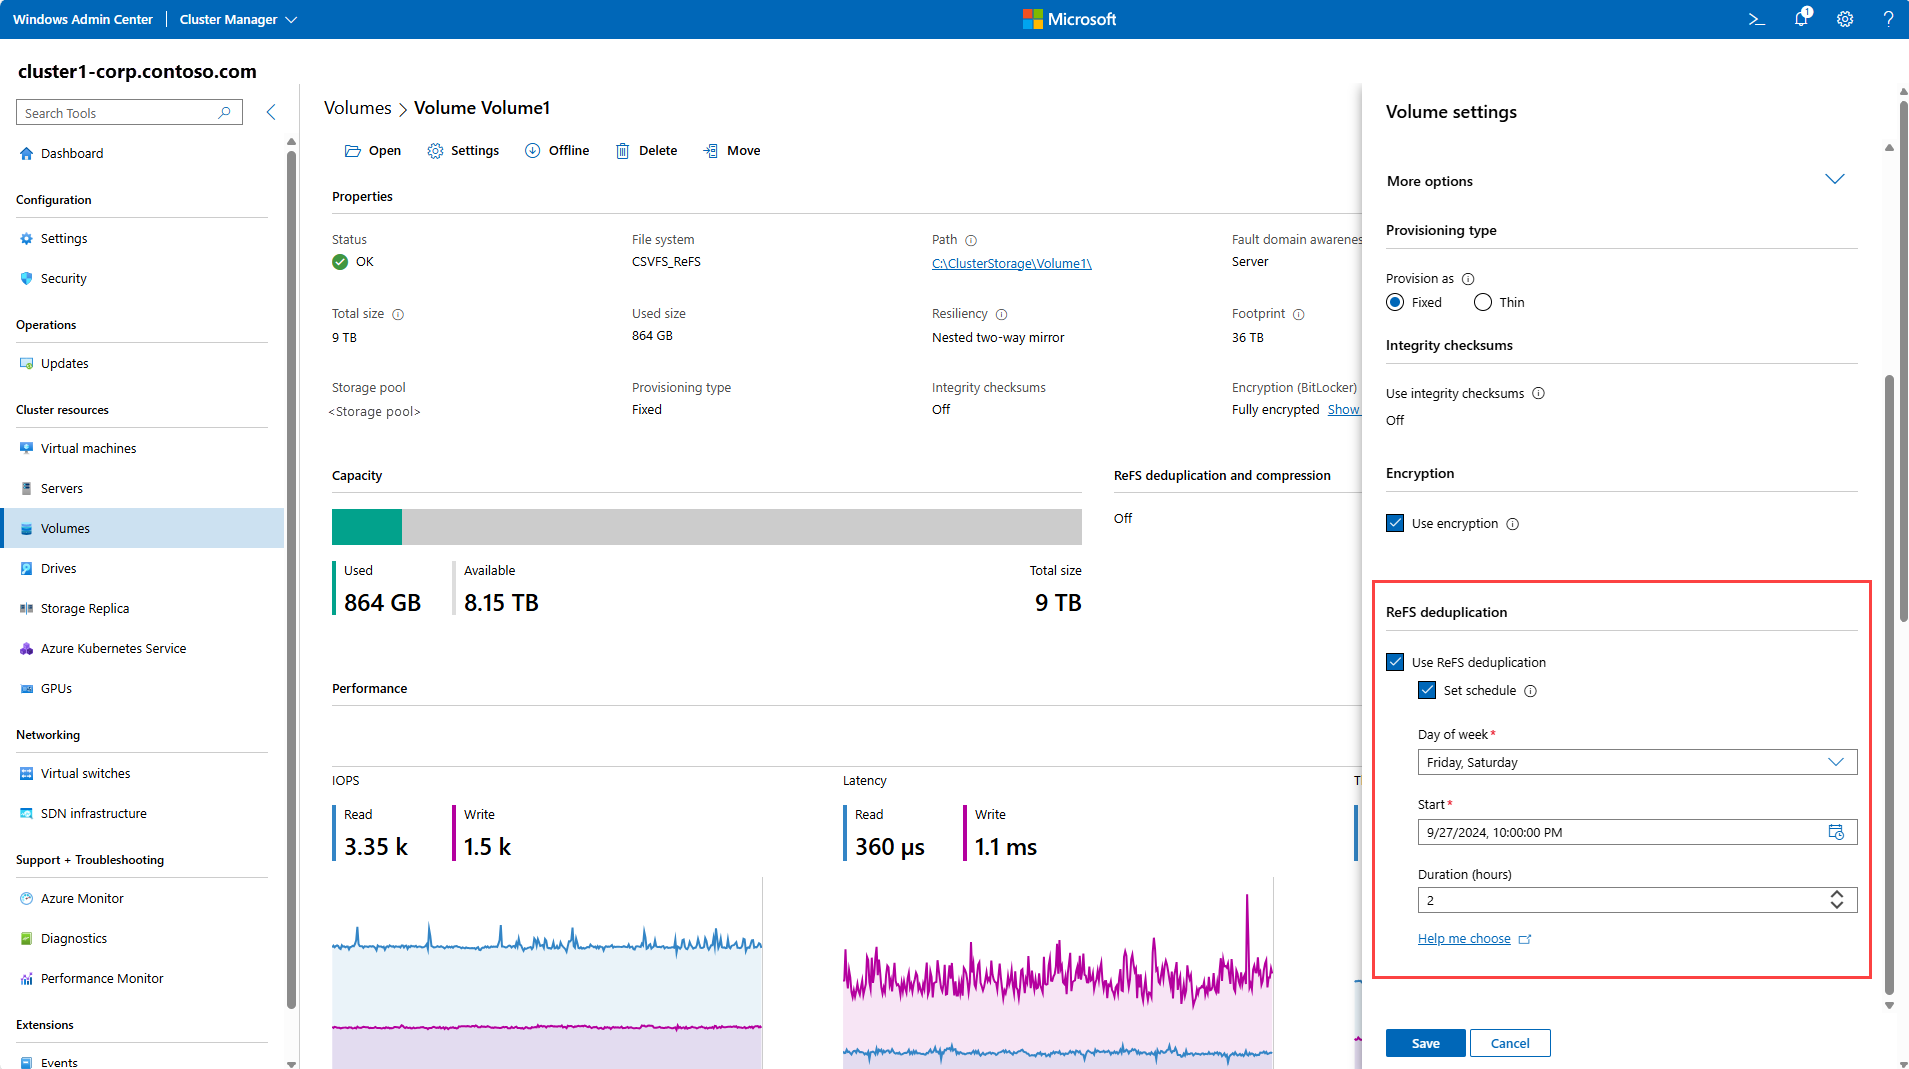 Windows Admin Center
Cluster Manager
Microsoft
1
cluster1-corp.contoso.com
Search Tools
Dashboard
Configuration
Settings
Security
Operations
Updates
Cluster resources
Virtual machines
Servers
Volumes
Drives
Storage Replica
Azure Kubernetes Service
GPUs
Networking
Virtual switches
SDN infrastructure
Support + Troubleshooting
Azure Monitor
Diagnostics
Performance Monitor
Extensions
Events
Volumes > Volume Volume1
Open Settings Offline Delete Move
Properties
Status File system Path Fault domain awarenes
OK CSVFS_ReFS C:\ClusterStorage\Volume1\ Server
Total size Used size Resiliency Footprint
9 TB 864 GB Nested two-way mirror 36 TB
Storage pool Provisioning type Integrity checksums Encryption (BitLocker)
<Storage pool> Fixed Off Fully encrypted Show
Capacity ReFS deduplication and compression
Off
Used Available Total size
864 GB 8.15 TB 9 TB
Performance
IOPS Latency T
Read Write Read Write
3.35 k 1.5 k 360 μs 1.1 ms
Volume settings
More options
Provisioning type
Provision as
Fixed Thin
Integrity checksums
Use integrity checksums
Off
Encryption
Use encryption
ReFS deduplication
Use ReFS deduplication
Set schedule
Day of week *
Friday, Saturday
Start *
9/27/2024, 10:00:00 PM
Duration (hours)
2
Help me choose
Save Cancel